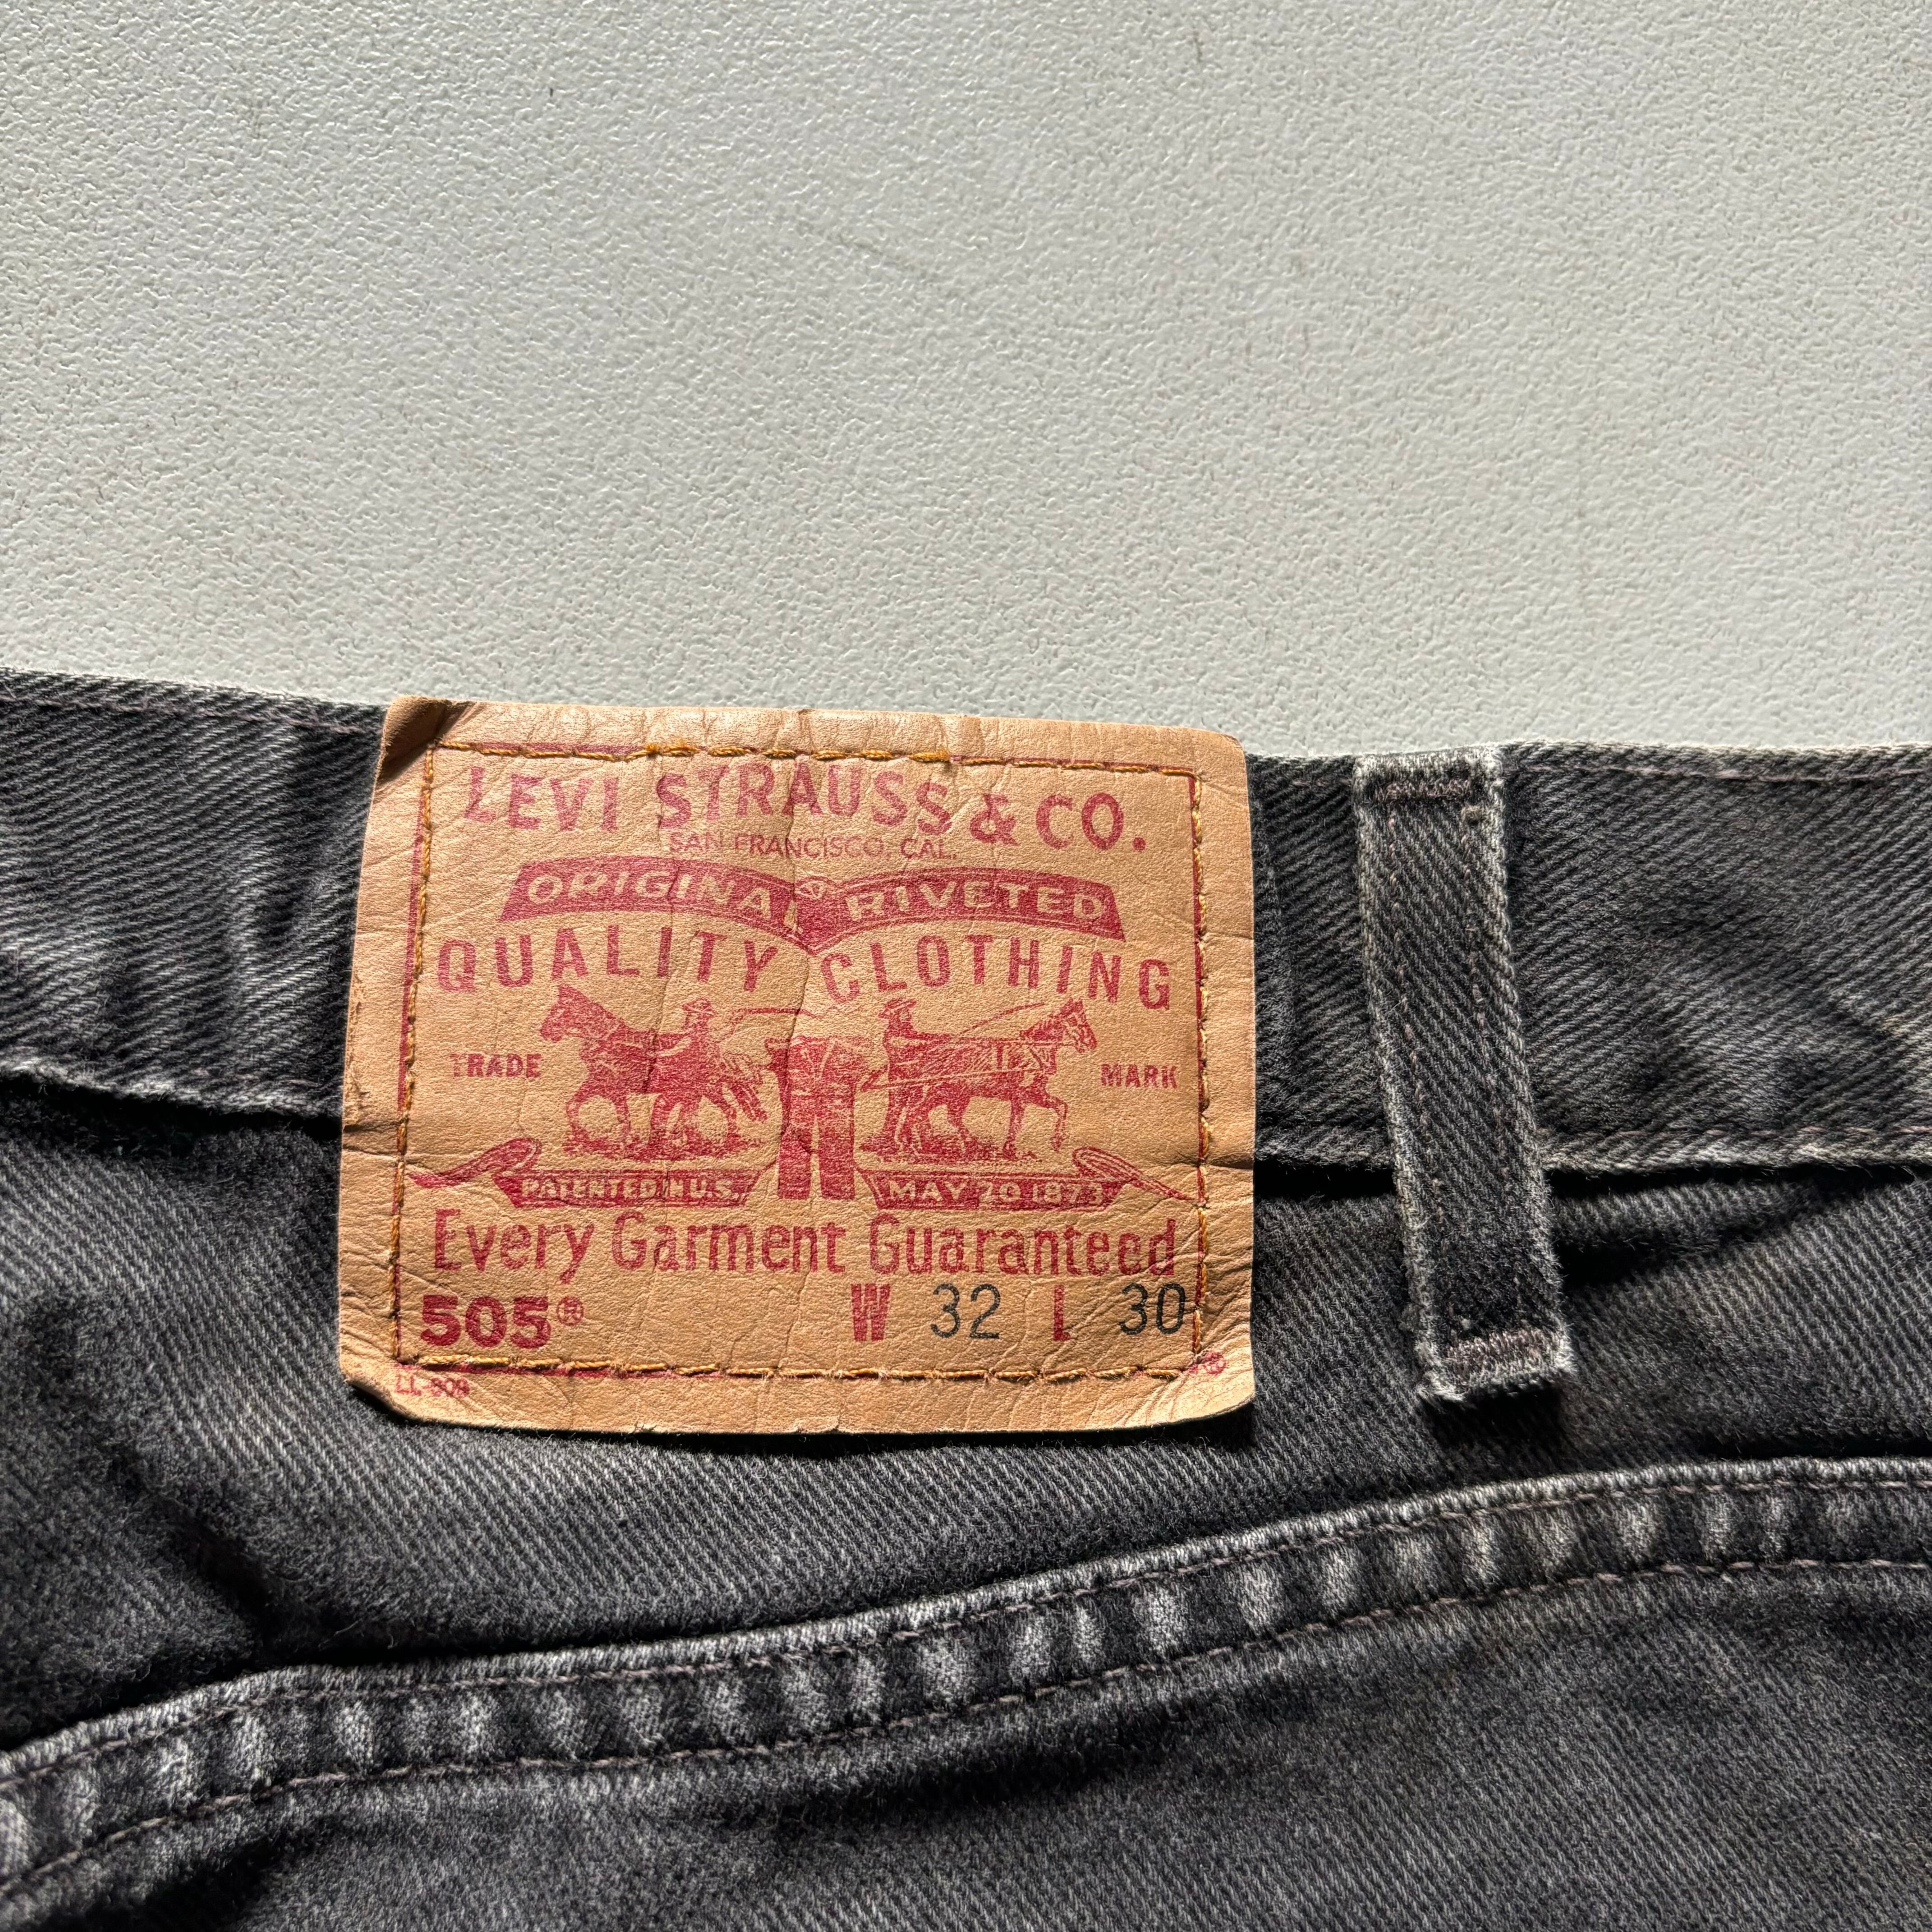 LEVI STRAUSS & CO.
SAN FRANCISCO, CAL.
ORIGINAL RIVETED
QUALITY CLOTHING
TRADE MARK
PATENTED IN U.S. MAY 20 1873
Every Garment Guaranteed
505® W 32 L 30
®